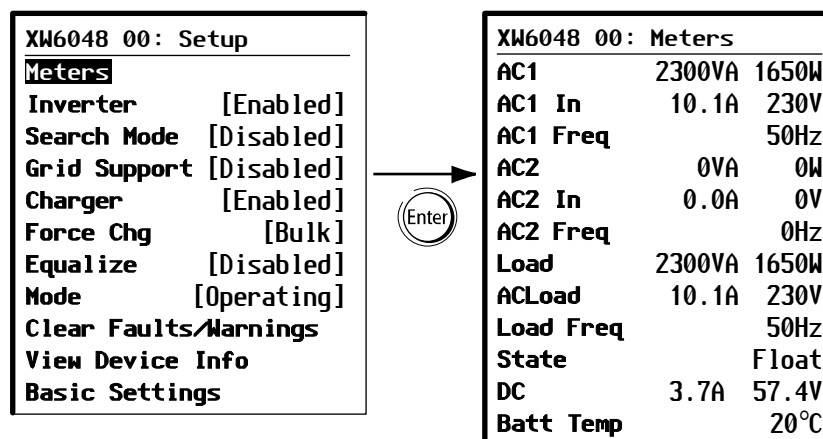 XW6048 00: Setup
Meters
Inverter [Enabled]
Search Mode [Disabled]
Grid Support [Disabled]
Charger [Enabled]
Force Chg [Bulk]
Equalize [Disabled]
Mode [Operating]
Clear Faults/Warnings
View Device Info
Basic Settings
Enter
XW6048 00: Meters
AC1 2300VA 1650W
AC1 In 10.1A 230V
AC1 Freq 50Hz
AC2 0VA 0W
AC2 In 0.0A 0V
AC2 Freq 0Hz
Load 2300VA 1650W
ACLoad 10.1A 230V
Load Freq 50Hz
State Float
DC 3.7A 57.4V
Batt Temp 20°C